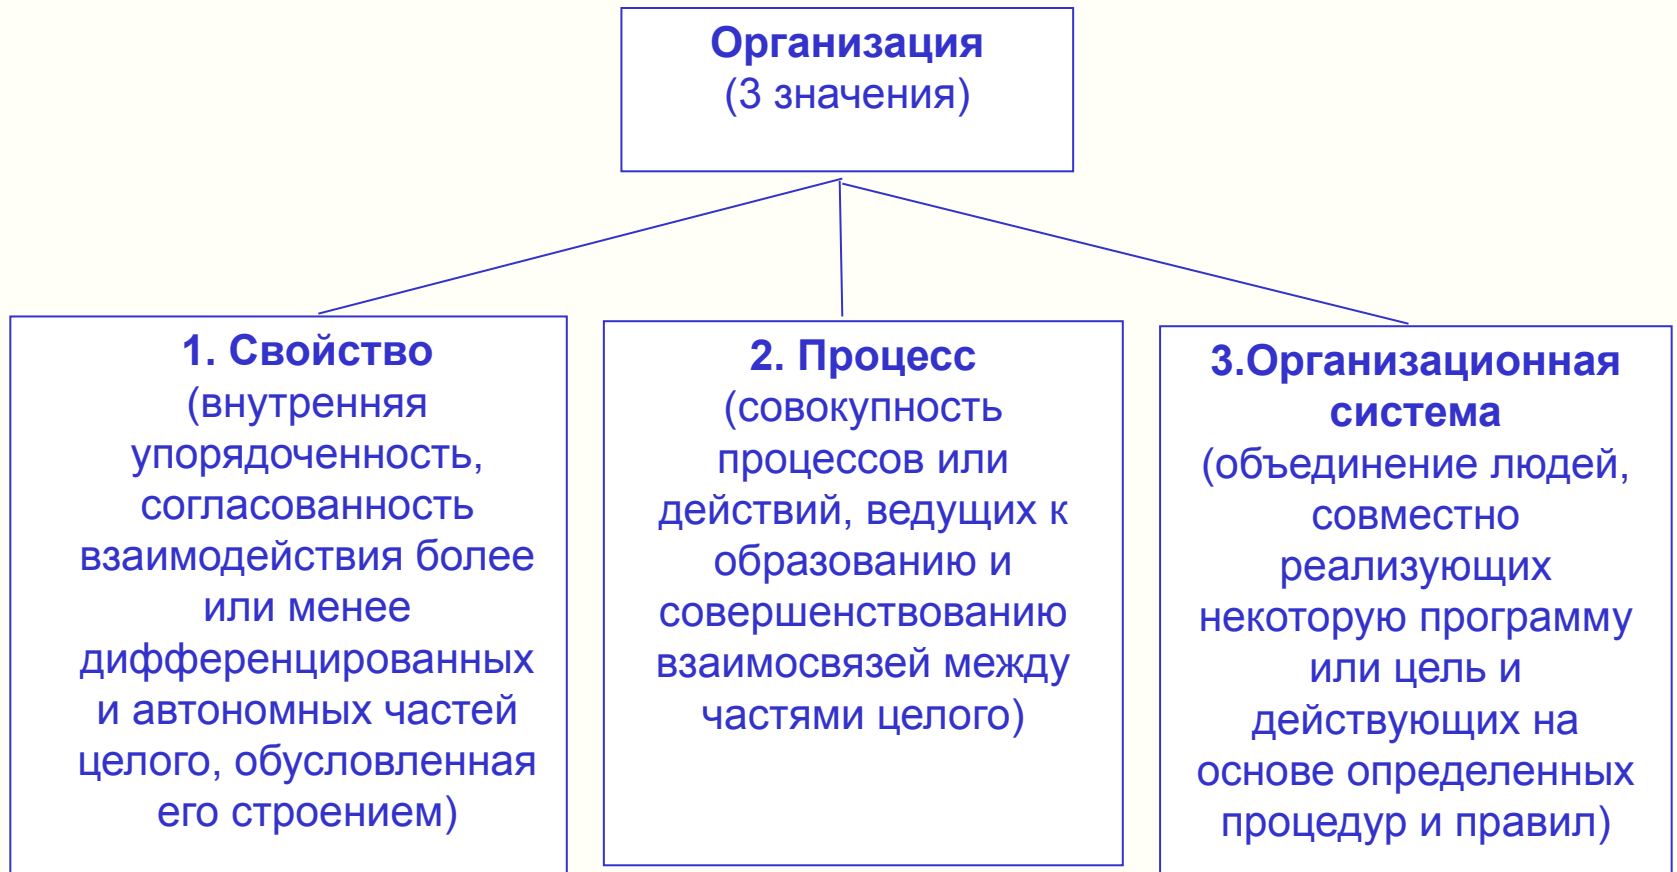 Организация
(3 значения)
1. Свойство
(внутренняя
упорядоченность,
согласованность
взаимодействия более
или менее
дифференцированных
и автономных частей
целого, обусловленная
его строением)
2. Процесс
(совокупность
процессов или
действий, ведущих к
образованию и
совершенствованию
взаимосвязей между
частями целого)
3.Организационная
система
(объединение людей,
совместно
реализующих
некоторую программу
или цель и
действующих на
основе определенных
процедур и правил)